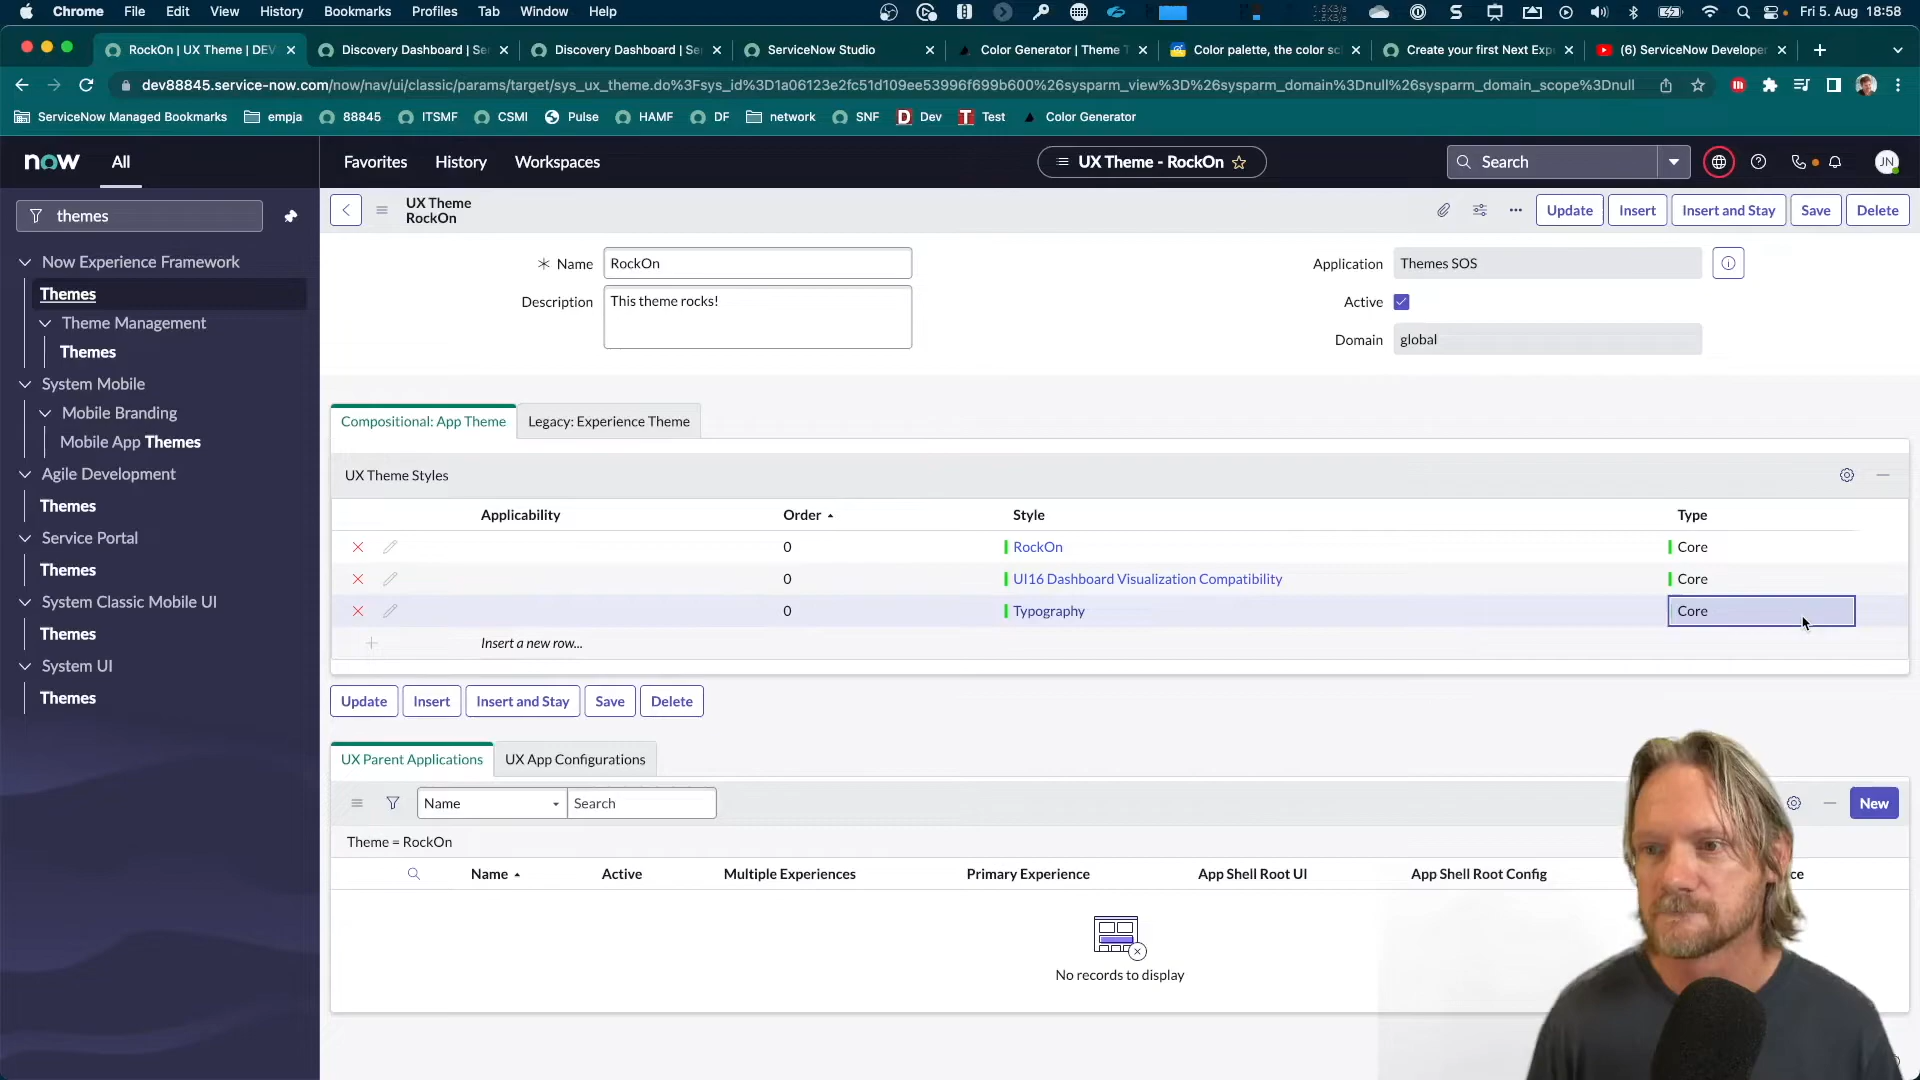 Chrome File Edit View History Bookmarks Profiles Tab Window Help
Fri 5. Aug 18:58
RockOn | UX Theme | DEV
Discovery Dashboard | Se
Discovery Dashboard | Se
ServiceNow Studio
Color Generator | Theme T
Color palette, the color sc
Create your first Next Exp
(6) ServiceNow Developer
dev88845.service-now.com/now/nav/ui/classic/params/target/sys_ux_theme.do%3Fsys_id%3D1a06123e2fc51d109ee53996f699b600%26sysparm_view%3D%26sysparm_domain%3Dnull%26sysparm_domain_scope%3Dnull
ServiceNow Managed Bookmarks empja 88845 ITSMF CSMI Pulse HAMF DF network SNF Dev Test Color Generator
now All Favorites History Workspaces
UX Theme - RockOn
Search
JN
themes
Now Experience Framework
Themes
Theme Management
Themes
System Mobile
Mobile Branding
Mobile App Themes
Agile Development
Themes
Service Portal
Themes
System Classic Mobile UI
Themes
System UI
Themes
UX Theme
RockOn
Update Insert Insert and Stay Save Delete
Name RockOn
Description This theme rocks!
Application Themes SOS
Active
Domain global
Compositional: App Theme Legacy: Experience Theme
UX Theme Styles
Applicability Order Style Type
0 RockOn Core
0 UI16 Dashboard Visualization Compatibility Core
0 Typography Core
Insert a new row...
Update Insert Insert and Stay Save Delete
UX Parent Applications UX App Configurations
Name Search New
Theme = RockOn
Name Active Multiple Experiences Primary Experience App Shell Root UI App Shell Root Config ce
No records to display